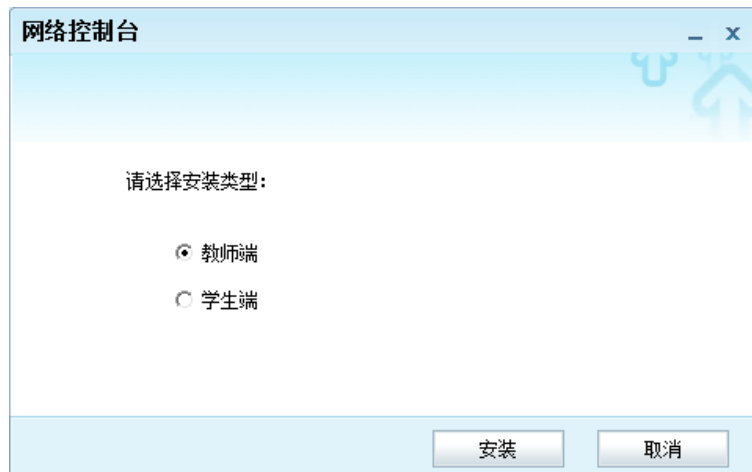 网络控制台
请选择安装类型:
教师端
学生端
安装 取消